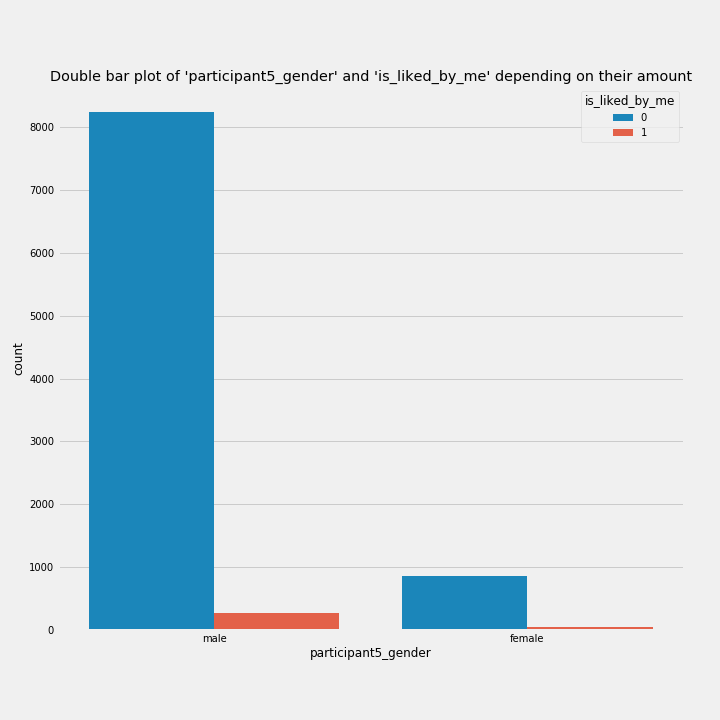 Double bar plot of 'participant5_gender' and 'is_liked_by_me' depending on their amount
is_liked_by_me
0
1
8000
7000
6000
5000
4000
3000
2000
1000
0
count
male
female
participant5_gender